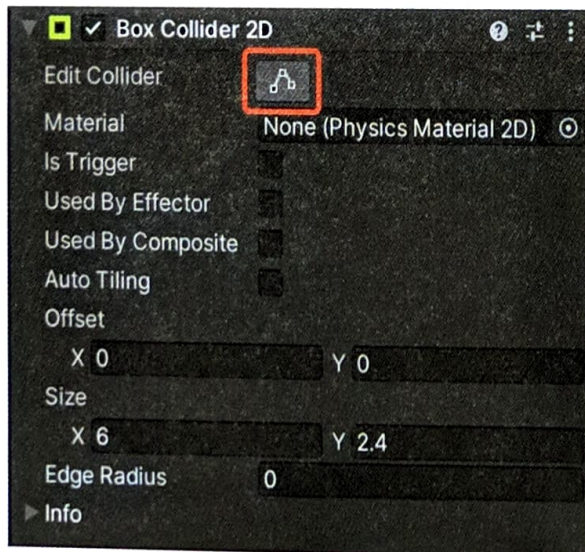 Box Collider 2D
Edit Collider
Material None (Physics Material 2D)
Is Trigger
Used By Effector
Used By Composite
Auto Tiling
Offset
X 0 Y 0
Size
X 6 Y 2.4
Edge Radius 0
Info